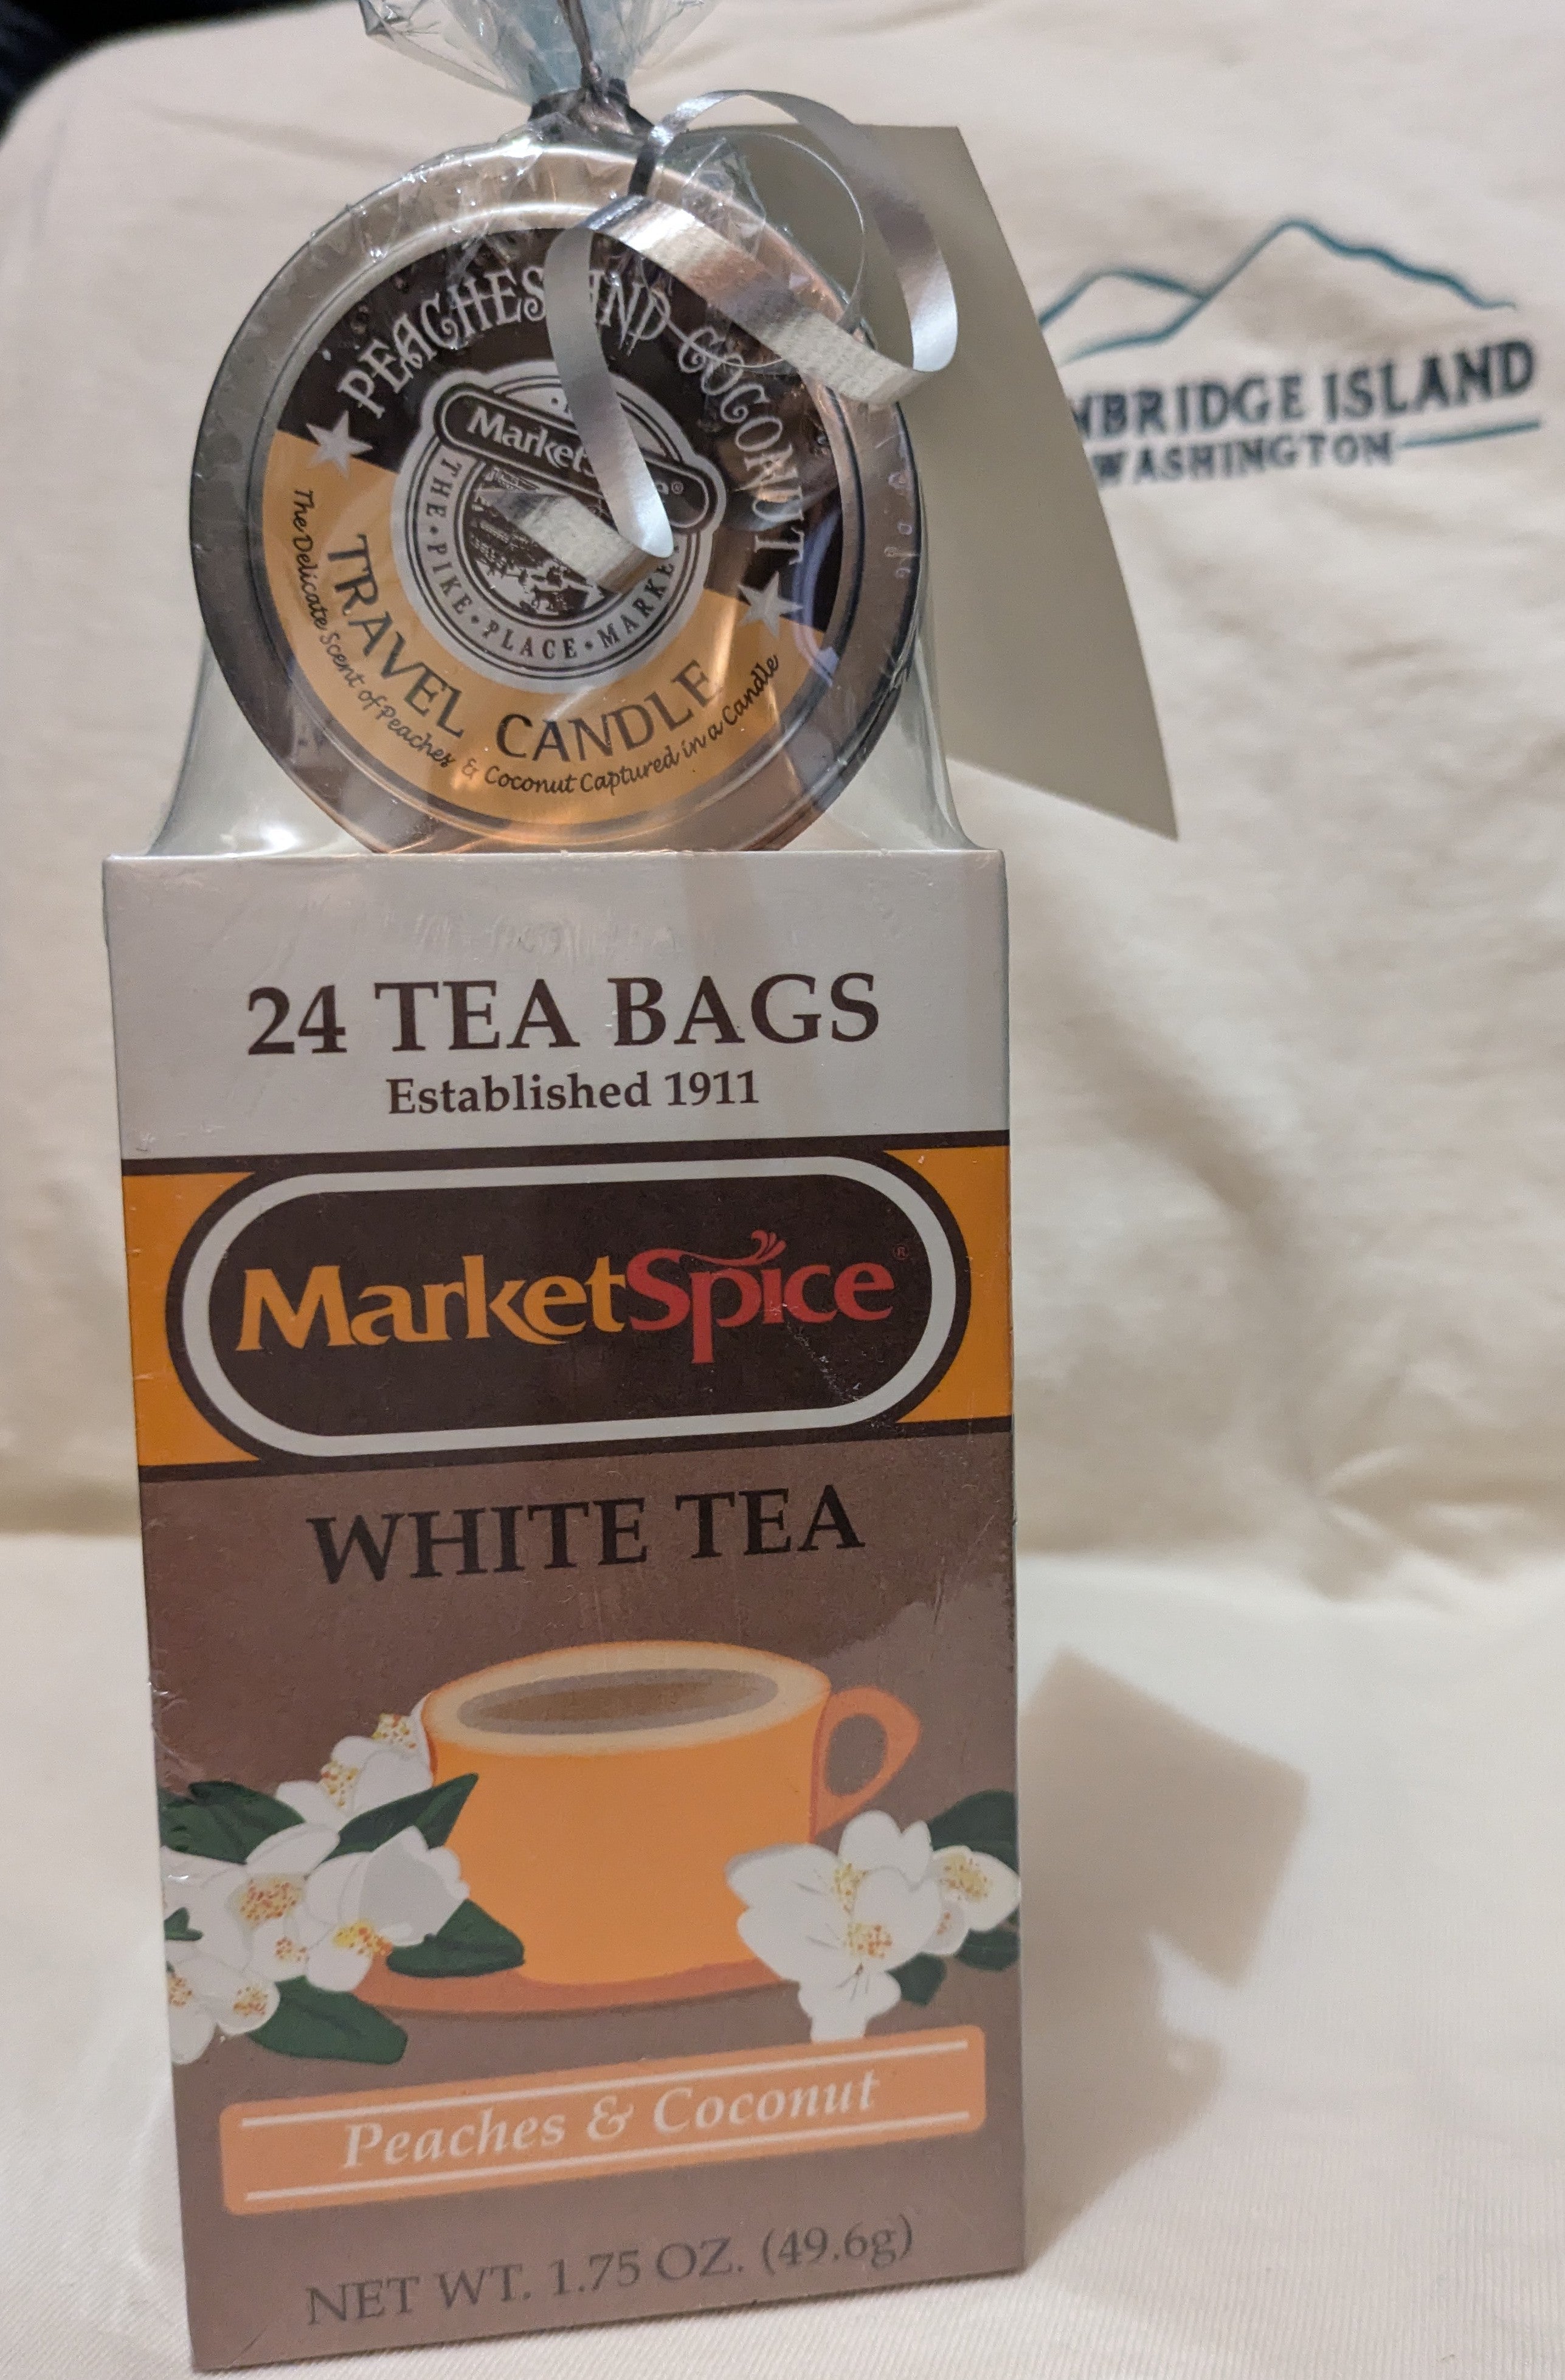 PEACHES AND COCONUT
Market
THE • PIKE • PLACE • MARKE
TRAVEL CANDLE
The Delicate Scent of Peaches & Coconut Captured in a Candle
NBRIDGE ISLAND
WASHINGTON
24 TEA BAGS
Established 1911
MarketSpice®
WHITE TEA
Peaches & Coconut
NET WT. 1.75 OZ. (49.6g)